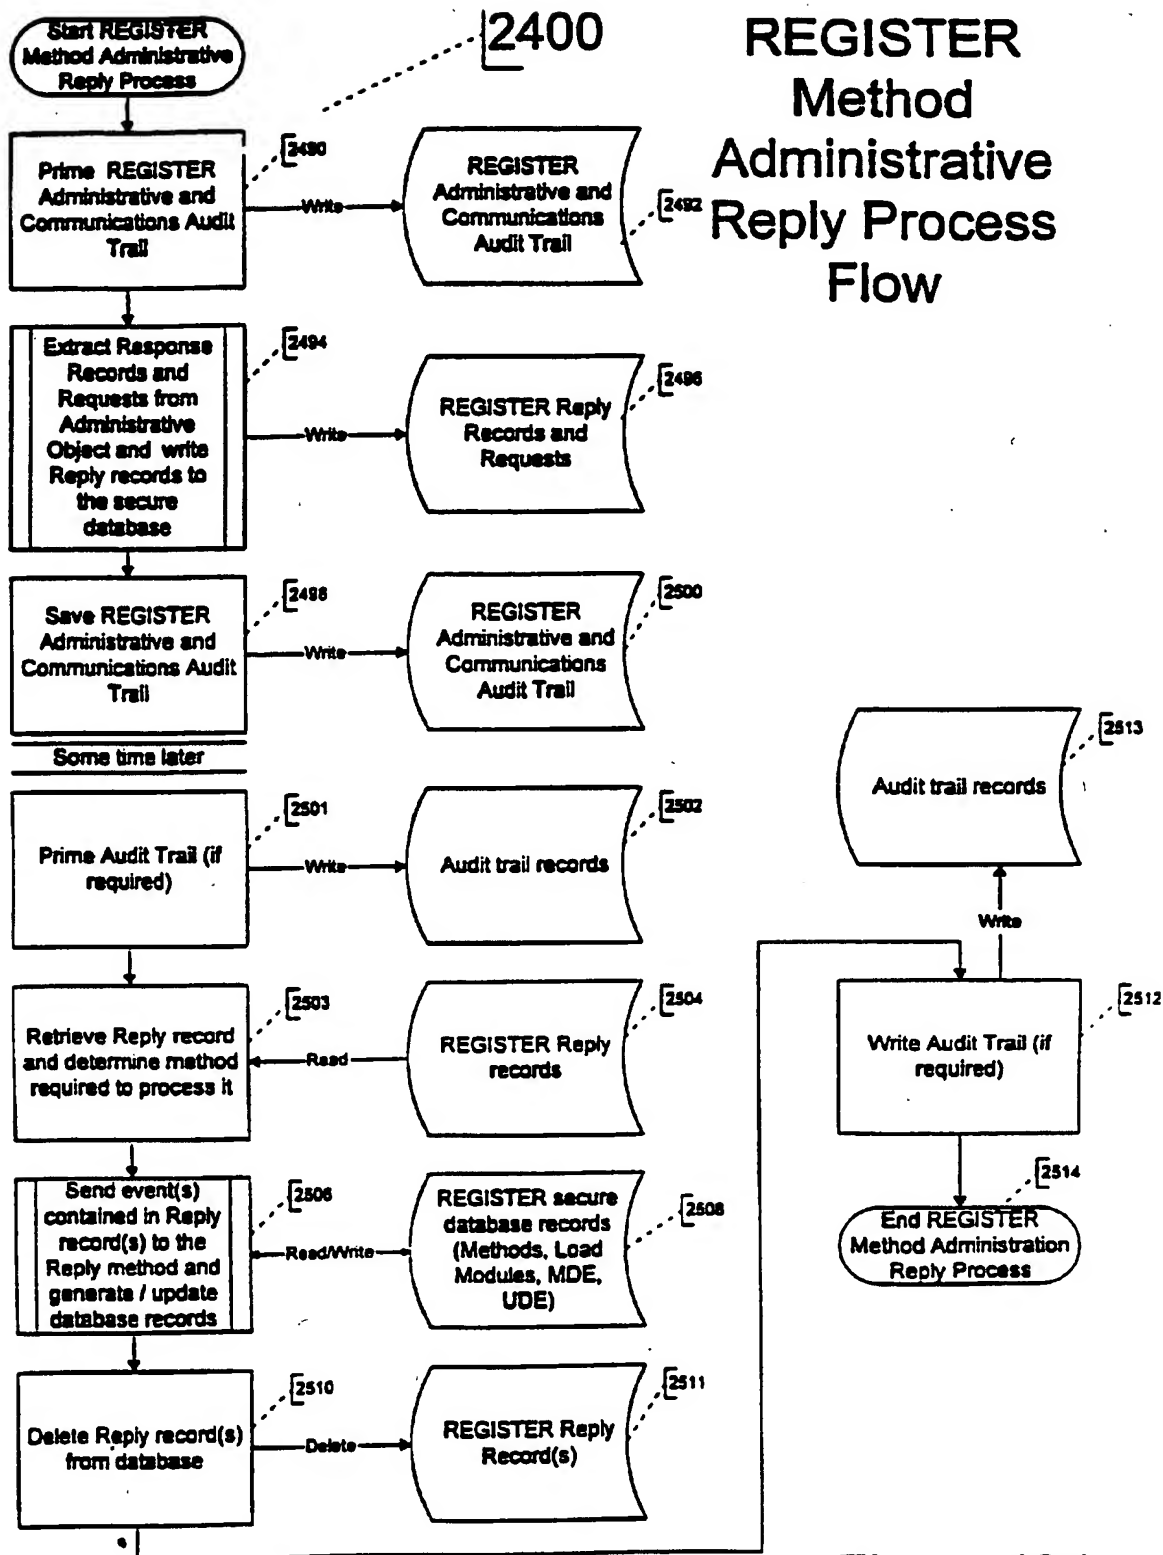 Start REGISTER
Method Administrative
Reply Process
2400
REGISTER
Method
Administrative
Reply Process
Flow
Prime REGISTER
Administrative and
Communications Audit
Trail
2490
Write
REGISTER
Administrative and
Communications
Audit Trail
2492
Extract Response
Records and
Requests from
Administrative
Object and write
Reply records to
the secure
database
2494
Write
REGISTER Reply
Records and
Requests
2496
Save REGISTER
Administrative and
Communications Audit
Trail
2498
Write
REGISTER
Administrative and
Communications
Audit Trail
2500
Some time later
Prime Audit Trail (if
required)
2501
Write
Audit trail records
2502
Retrieve Reply record
and determine method
required to process it
2503
Read
REGISTER Reply
records
2504
Send event(s)
contained in Reply
record(s) to the
Reply method and
generate / update
database records
2506
Read/Write
REGISTER secure
database records
(Methods, Load
Modules, MDE,
UDE)
2508
Delete Reply record(s)
from database
2510
Delete
REGISTER Reply
Record(s)
2511
Audit trail records
2513
Write
Write Audit Trail (if
required)
2512
2514
End REGISTER
Method Administration
Reply Process